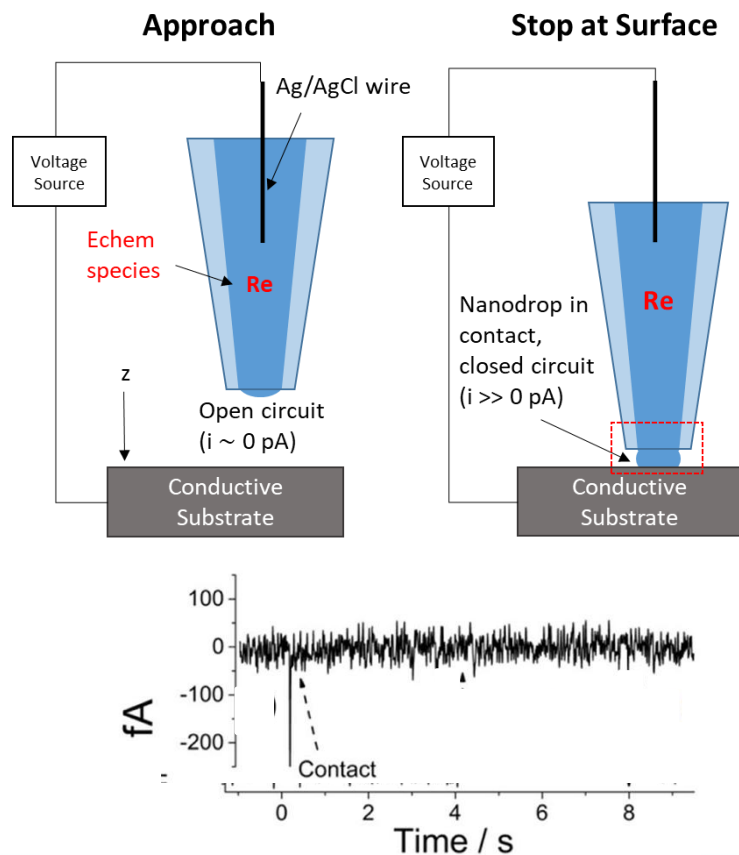 Approach
Stop at Surface
Ag/AgCl wire
Voltage
Source
Voltage
Source
Echem
species
Re
Re
Nanodrop in
contact,
closed circuit
(i >> 0 pA)
z
Open circuit
(i ~ 0 pA)
Conductive
Substrate
Conductive
Substrate
100
0
-100
-200
fA
Contact
0
2
4
6
8
Time / s